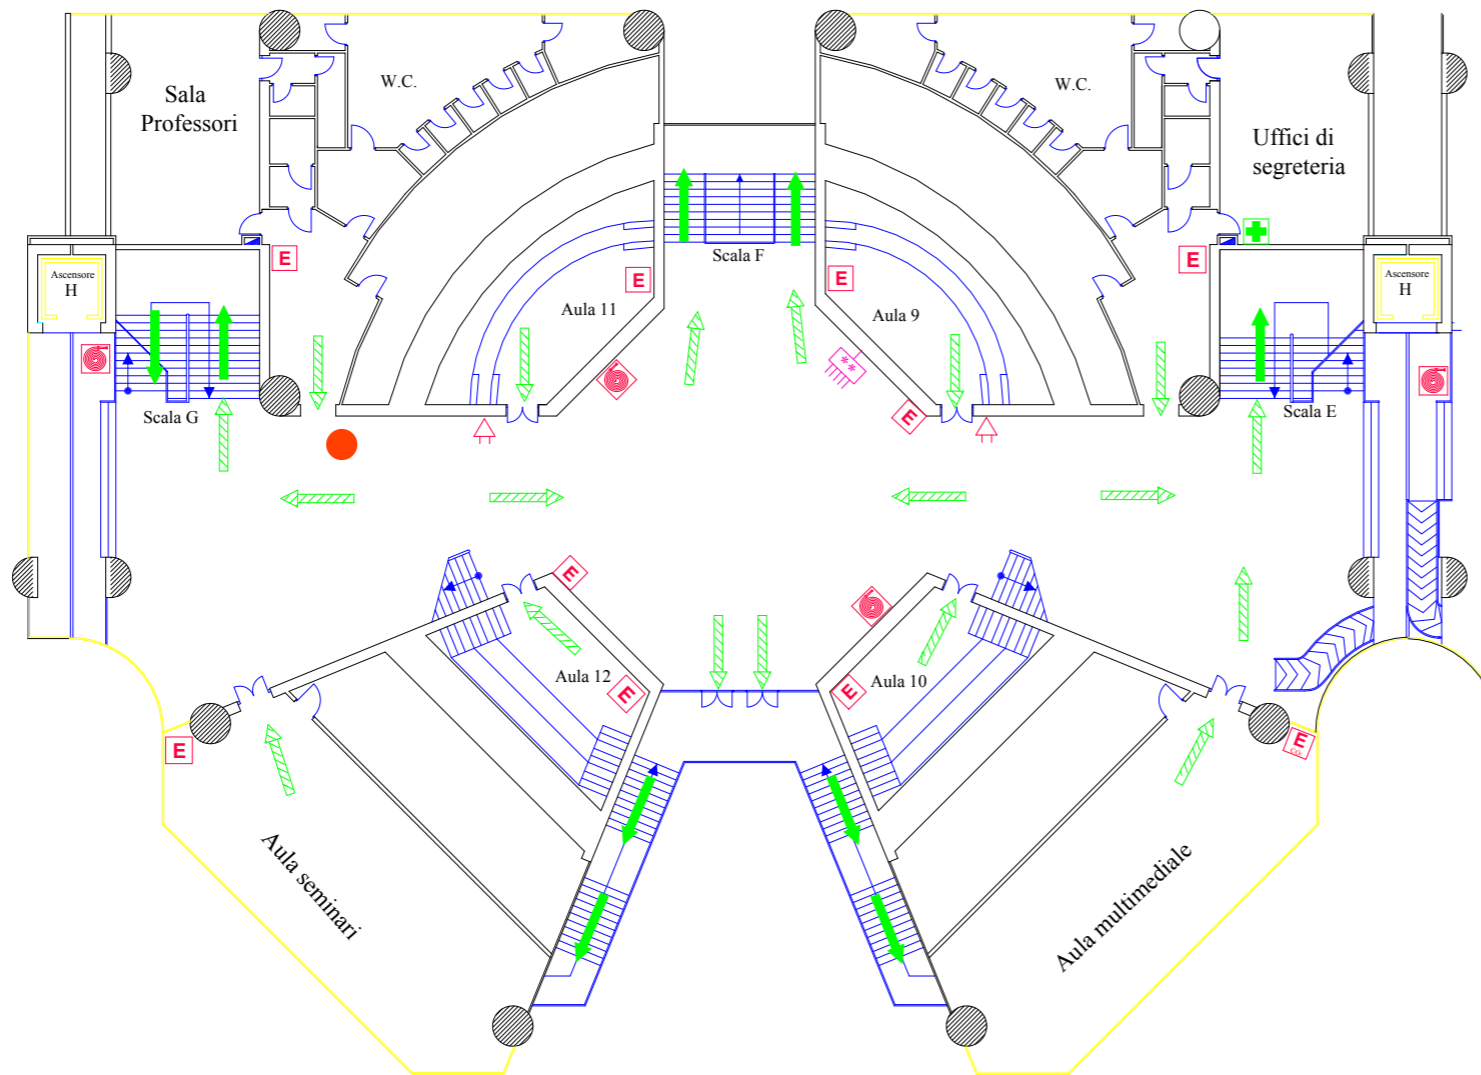 W.C.
W.C.
Sala
Professori
Uffici di
segreteria
E
E
Scala F
Ascensore
H
Ascensore
H
E
E
Aula 11
Aula 9
Scala G
Scala E
E
E
E
Aula 12
E
Aula 10
E
E
E
CO₂
Aula seminari
Aula multimediale